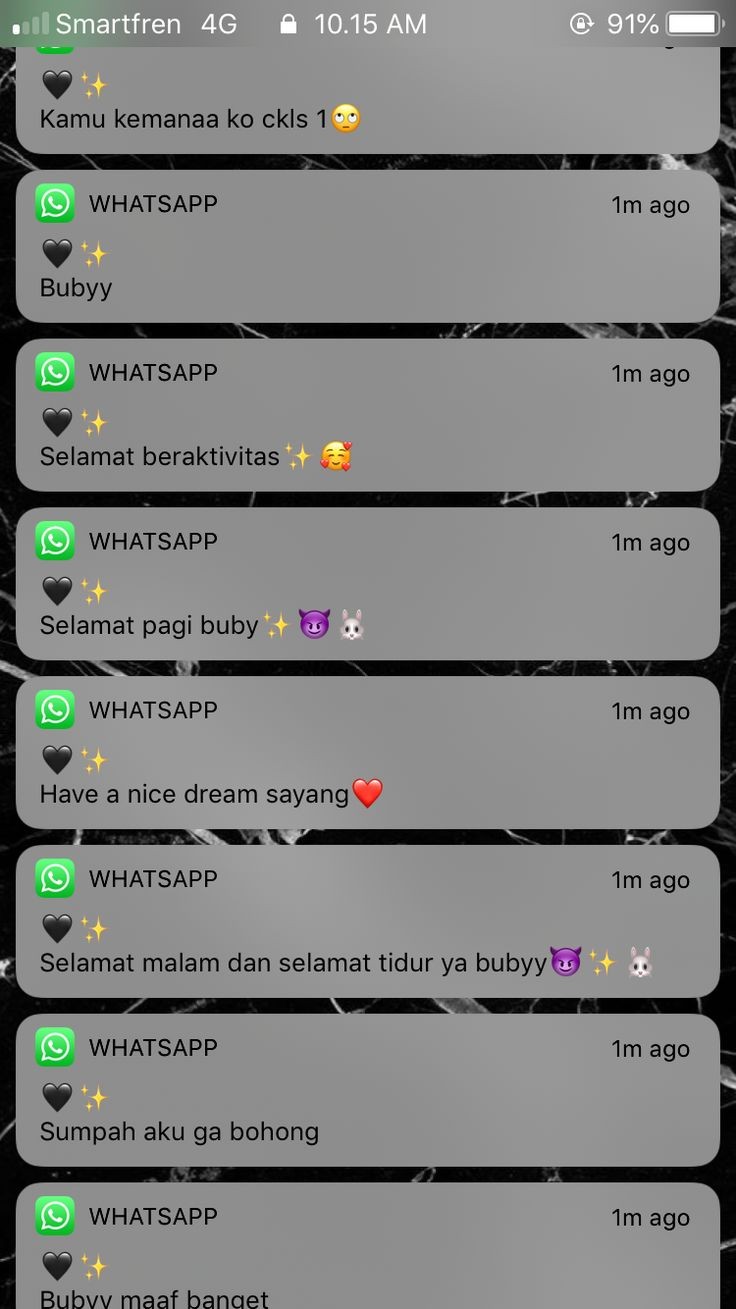 Smartfren 4G 10.15 AM 91%
🖤✨
Kamu kemanaa ko ckls 1🙄
WHATSAPP 1m ago
🖤✨
Bubyy
WHATSAPP 1m ago
🖤✨
Selamat beraktivitas✨🥰
WHATSAPP 1m ago
🖤✨
Selamat pagi buby✨😈🐰
WHATSAPP 1m ago
🖤✨
Have a nice dream sayang❤️
WHATSAPP 1m ago
🖤✨
Selamat malam dan selamat tidur ya bubyy😈✨🐰
WHATSAPP 1m ago
🖤✨
Sumpah aku ga bohong
WHATSAPP 1m ago
🖤✨
Bubyy maaf banget